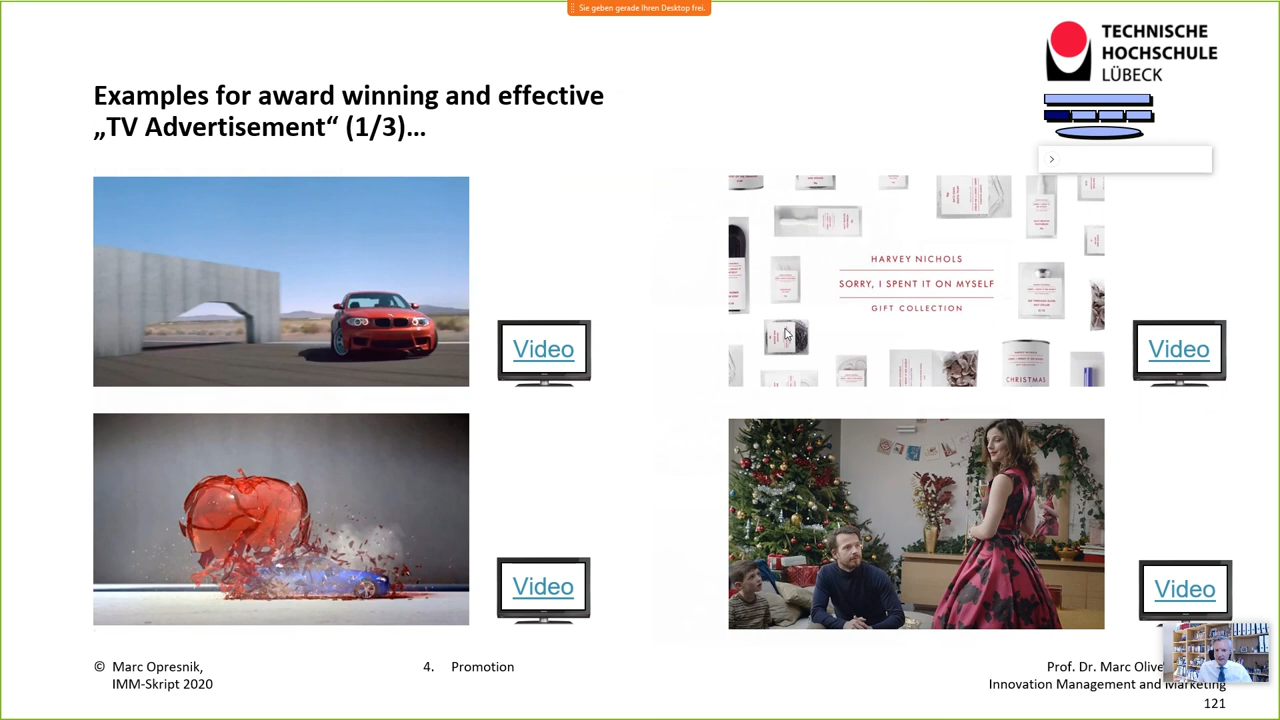 Sie geben gerade Ihren Desktop frei.
TECHNISCHE
HOCHSCHULE
LÜBECK
Examples for award winning and effective
„TV Advertisement“ (1/3)…
HARVEY NICHOLS
SORRY, I SPENT IT ON MYSELF
GIFT COLLECTION
CHRISTMAS
Video
Video
Video
Video
© Marc Opresnik,
IMM-Skript 2020
4. Promotion
Prof. Dr. Marc
Innovation Management and Marketing
121